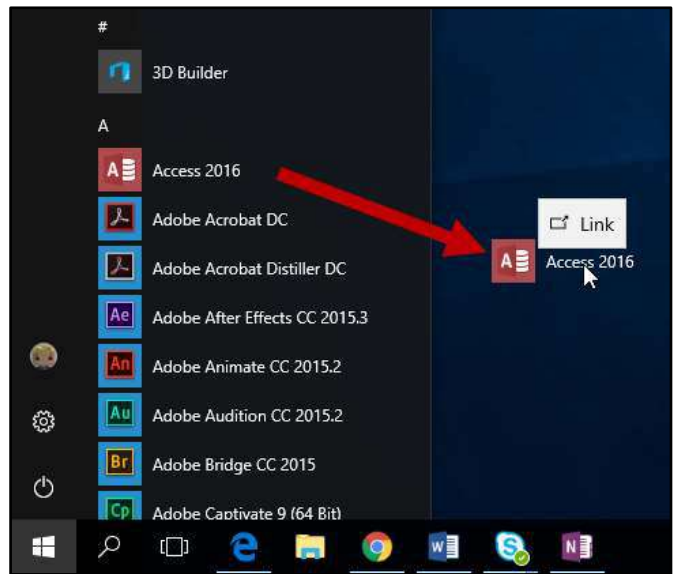 #
3D Builder
A
Access 2016
Adobe Acrobat DC
Link
Access 2016
Adobe Acrobat Distiller DC
Ae
Adobe After Effects CC 2015.3
An
Adobe Animate CC 2015.2
Au
Adobe Audition CC 2015.2
Br
Adobe Bridge CC 2015
Cp
Adobe Captivate 9 (64 Bit)